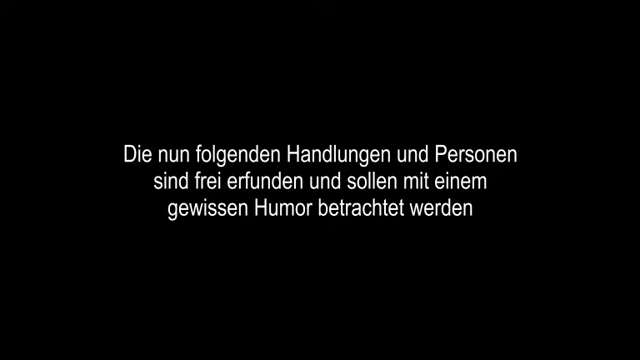 Die nun folgenden Handlungen und Personen
sind frei erfunden und sollen mit einem
gewissen Humor betrachtet werden